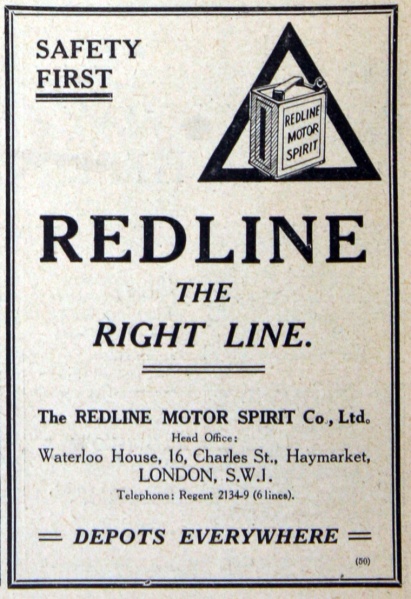 SAFETY
FIRST
REDLINE
MOTOR
SPIRIT
REDLINE
THE
RIGHT LINE.
The REDLINE MOTOR SPIRIT Co., Ltd.
Head Office:
Waterloo House, 16, Charles St., Haymarket,
LONDON, S.W.1.
Telephone: Regent 2134-9 (6 lines).
= DEPOTS EVERYWHERE =
(50)